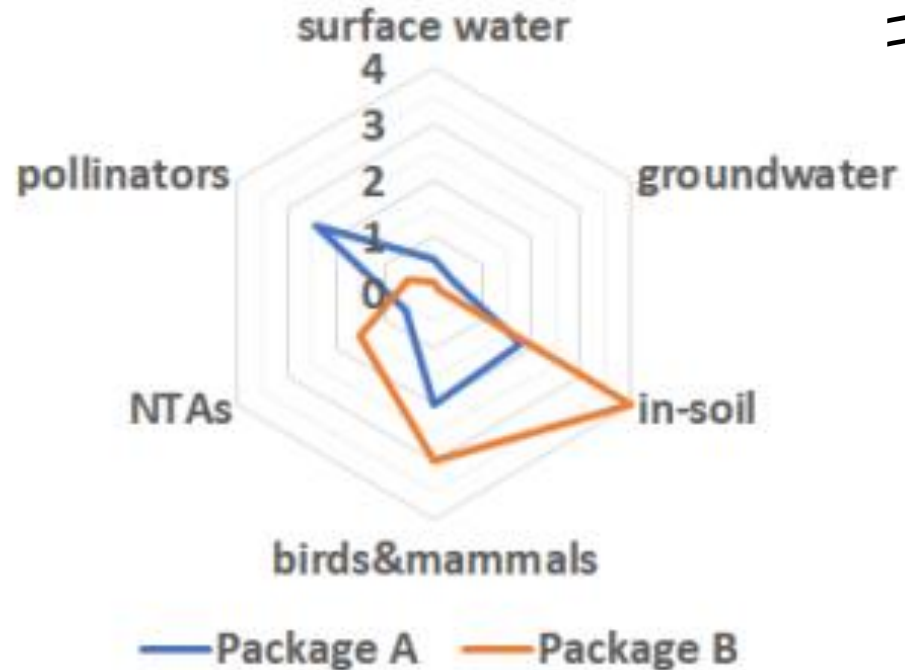 surface water
4
3
pollinators
groundwater
2
1
0
NTAs
in-soil
birds&mammals
Package A
Package B